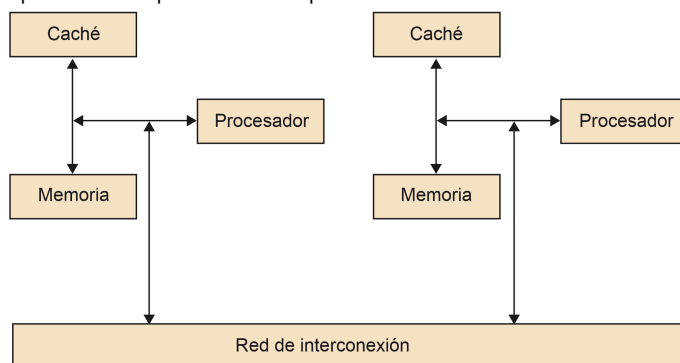 Caché
Caché
Procesador
Procesador
Memoria
Memoria
Red de interconexión